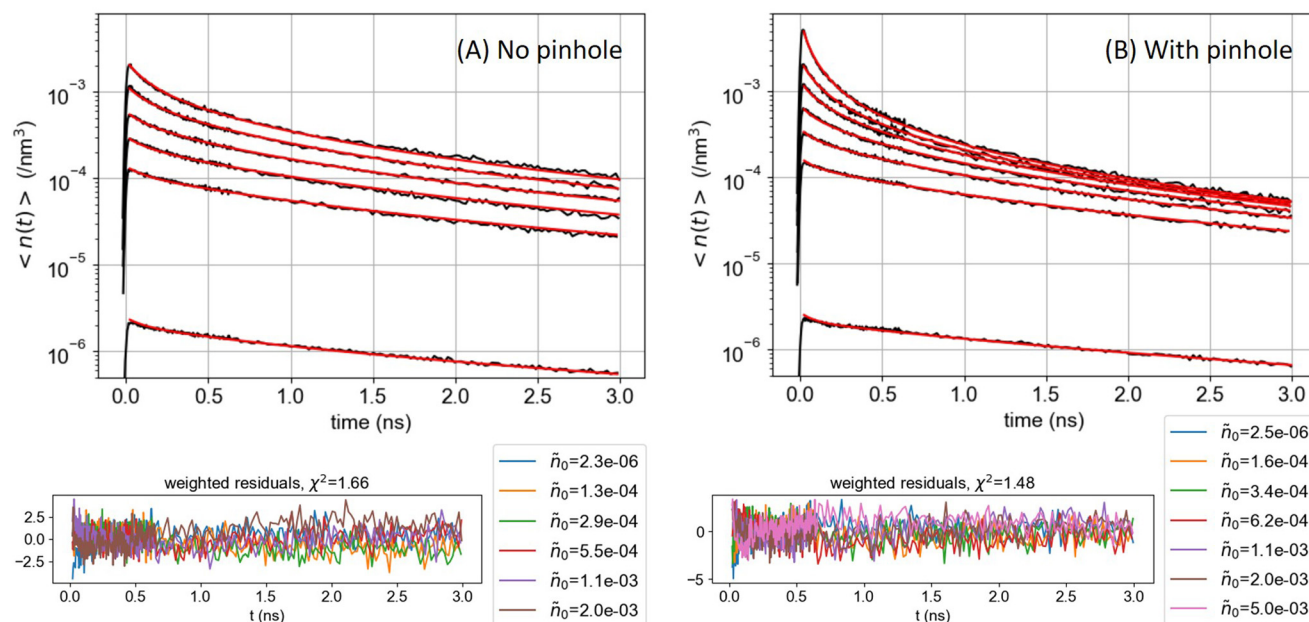 (A) No pinhole
10⁻³
10⁻⁴
10⁻⁵
10⁻⁶
< n(t) > (/nm³)
0.0 0.5 1.0 1.5 2.0 2.5 3.0
time (ns)
weighted residuals, χ²=1.66
2.5
0.0
−2.5
0.0 0.5 1.0 1.5 2.0 2.5 3.0
t (ns)
ñ₀=2.3e-06
ñ₀=1.3e-04
ñ₀=2.9e-04
ñ₀=5.5e-04
ñ₀=1.1e-03
ñ₀=2.0e-03
(B) With pinhole
10⁻³
10⁻⁴
10⁻⁵
10⁻⁶
< n(t) > (/nm³)
0.0 0.5 1.0 1.5 2.0 2.5 3.0
time (ns)
weighted residuals, χ²=1.48
0
−5
0.0 0.5 1.0 1.5 2.0 2.5 3.0
t (ns)
ñ₀=2.5e-06
ñ₀=1.6e-04
ñ₀=3.4e-04
ñ₀=6.2e-04
ñ₀=1.1e-03
ñ₀=2.0e-03
ñ₀=5.0e-03